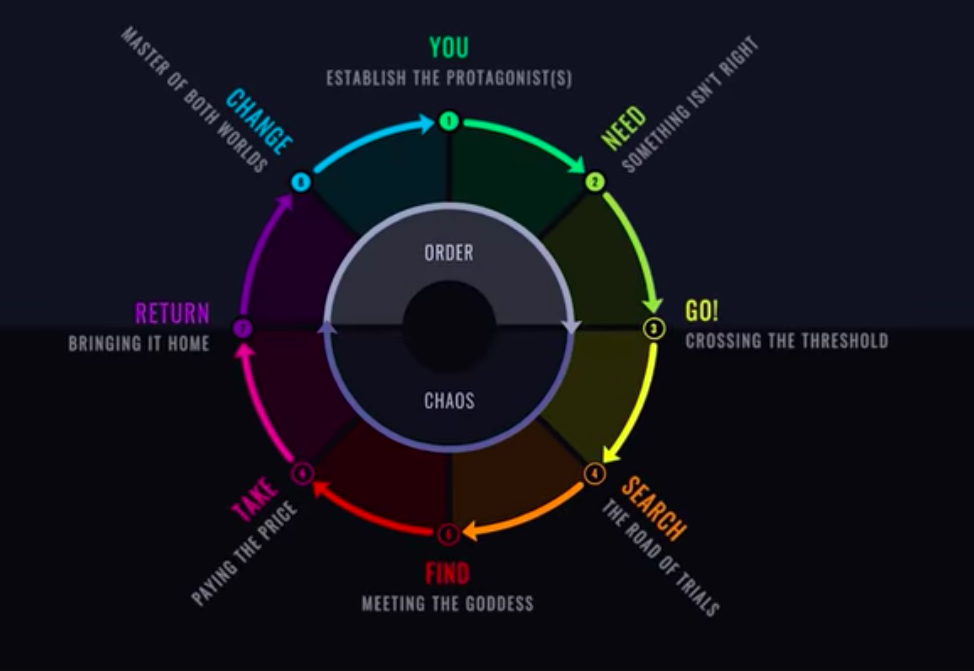 YOU
ESTABLISH THE PROTAGONIST(S)
1
NEED
SOMETHING ISN'T RIGHT
2
GO!
CROSSING THE THRESHOLD
3
SEARCH
THE ROAD OF TRIALS
4
FIND
MEETING THE GODDESS
5
TAKE
PAYING THE PRICE
6
RETURN
BRINGING IT HOME
7
CHANGE
MASTER OF BOTH WORLDS
8
ORDER
CHAOS